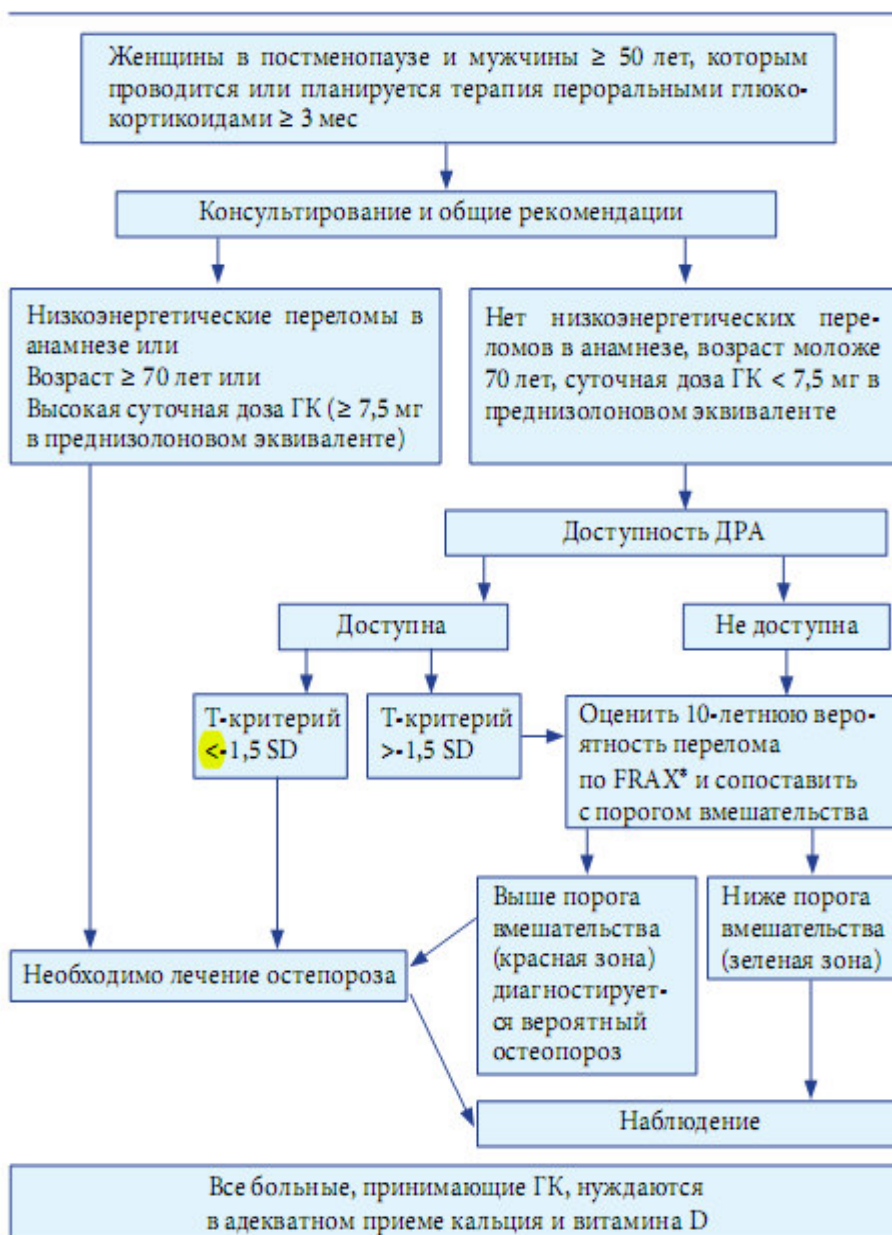 Женщины в постменопаузе и мужчины ≥ 50 лет, которым
проводится или планируется терапия пероральными глюко-
кортикоидами ≥ 3 мес
Консультирование и общие рекомендации
Низкоэнергетические переломы в
анамнезе или
Возраст ≥ 70 лет или
Высокая суточная доза ГК (≥ 7,5 мг
в преднизолоновом эквиваленте)
Нет низкоэнергетических пере-
ломов в анамнезе, возраст моложе
70 лет, суточная доза ГК < 7,5 мг в
преднизолоновом эквиваленте
Доступность ДРА
Доступна
Не доступна
Т-критерий
<-1,5 SD
Т-критерий
>-1,5 SD
Оценить 10-летнюю веро-
ятность перелома
по FRAX® и сопоставить
с порогом вмешательства
Выше порога
вмешательства
(красная зона)
диагностирует-
ся вероятный
остеопороз
Ниже порога
вмешательства
(зеленая зона)
Необходимо лечение остепороза
Наблюдение
Все больные, принимающие ГК, нуждаются
в адекватном приеме кальция и витамина D